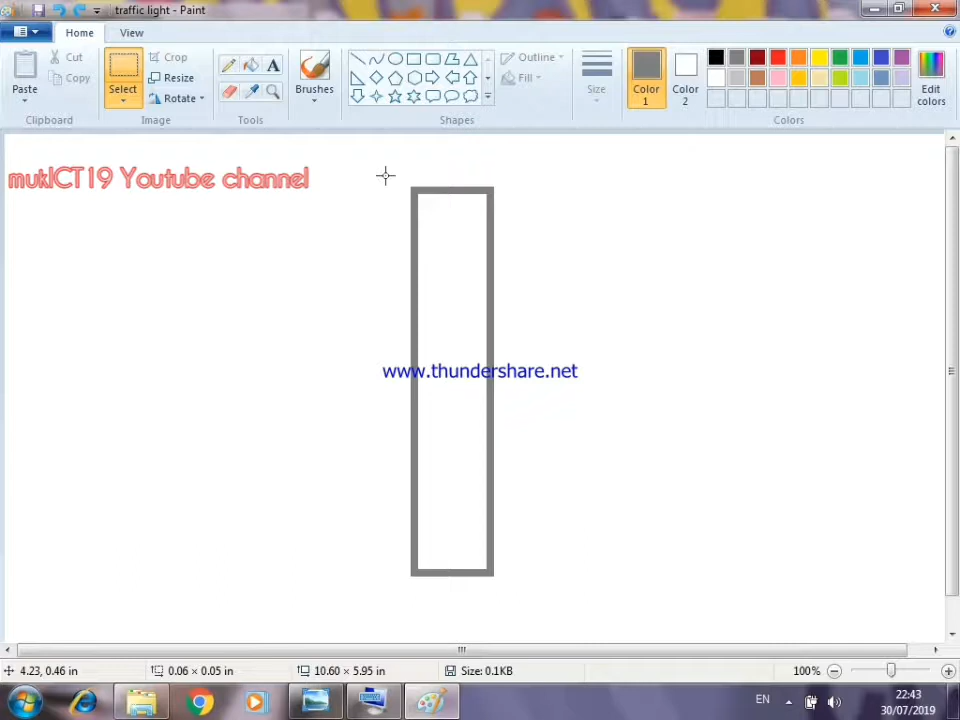 traffic light - Paint
Home View
Paste
Cut
Copy
Clipboard
Select
Crop
Resize
Rotate
Image
A
Tools
Brushes
Shapes
Outline
Fill
Size
Color 1
Color 2
Edit colors
Colors
mukICT19 Youtube channel
www.thundershare.net
4.23, 0.46 in
0.06 × 0.05 in
10.60 × 5.95 in
Size: 0.1KB
100%
EN
22:43
30/07/2019